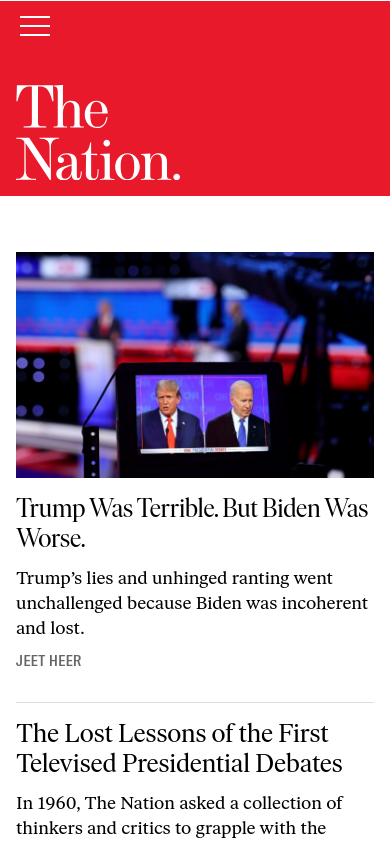 The
Nation.
Trump Was Terrible. But Biden Was
Worse.
Trump’s lies and unhinged ranting went
unchallenged because Biden was incoherent
and lost.
JEET HEER
The Lost Lessons of the First
Televised Presidential Debates
In 1960, The Nation asked a collection of
thinkers and critics to grapple with the